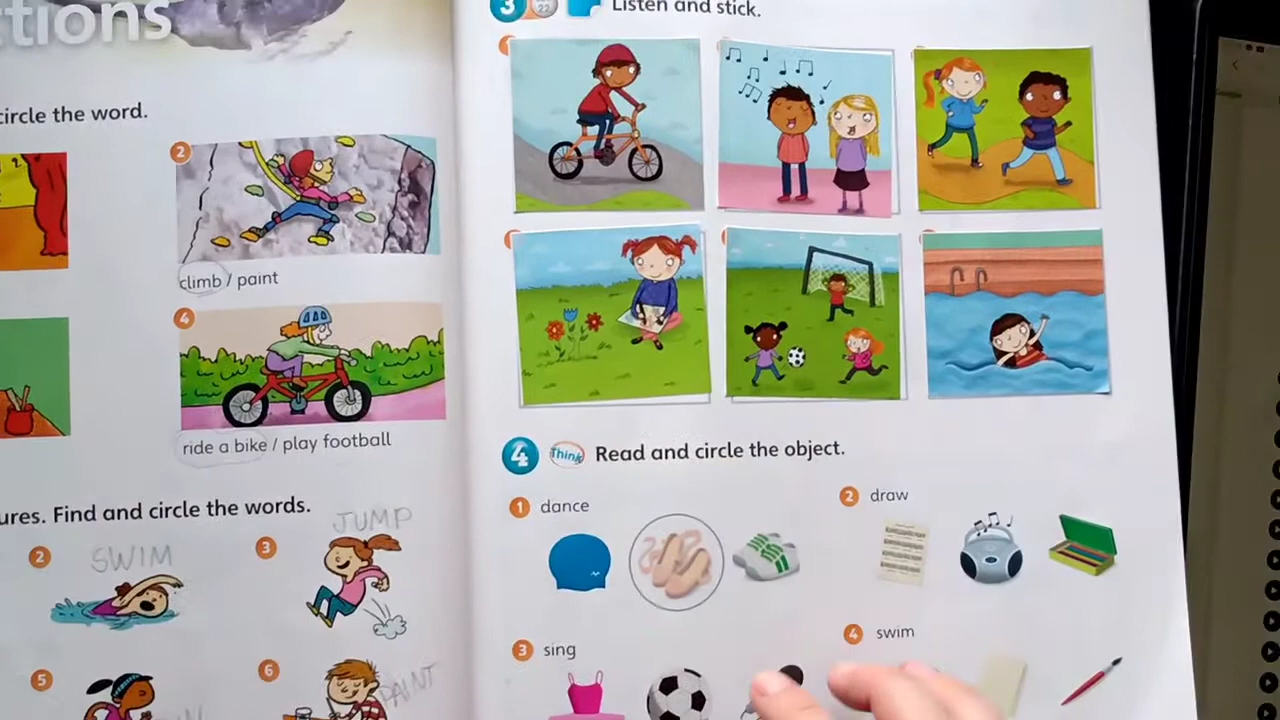 tions
circle the word.
2
climb / paint
4
ride a bike / play football
ures. Find and circle the words.
2 SWIM
3 JUMP
5
6 PAINT
3 22 Listen and stick.
4 Think Read and circle the object.
1 dance
2 draw
3 sing
4 swim